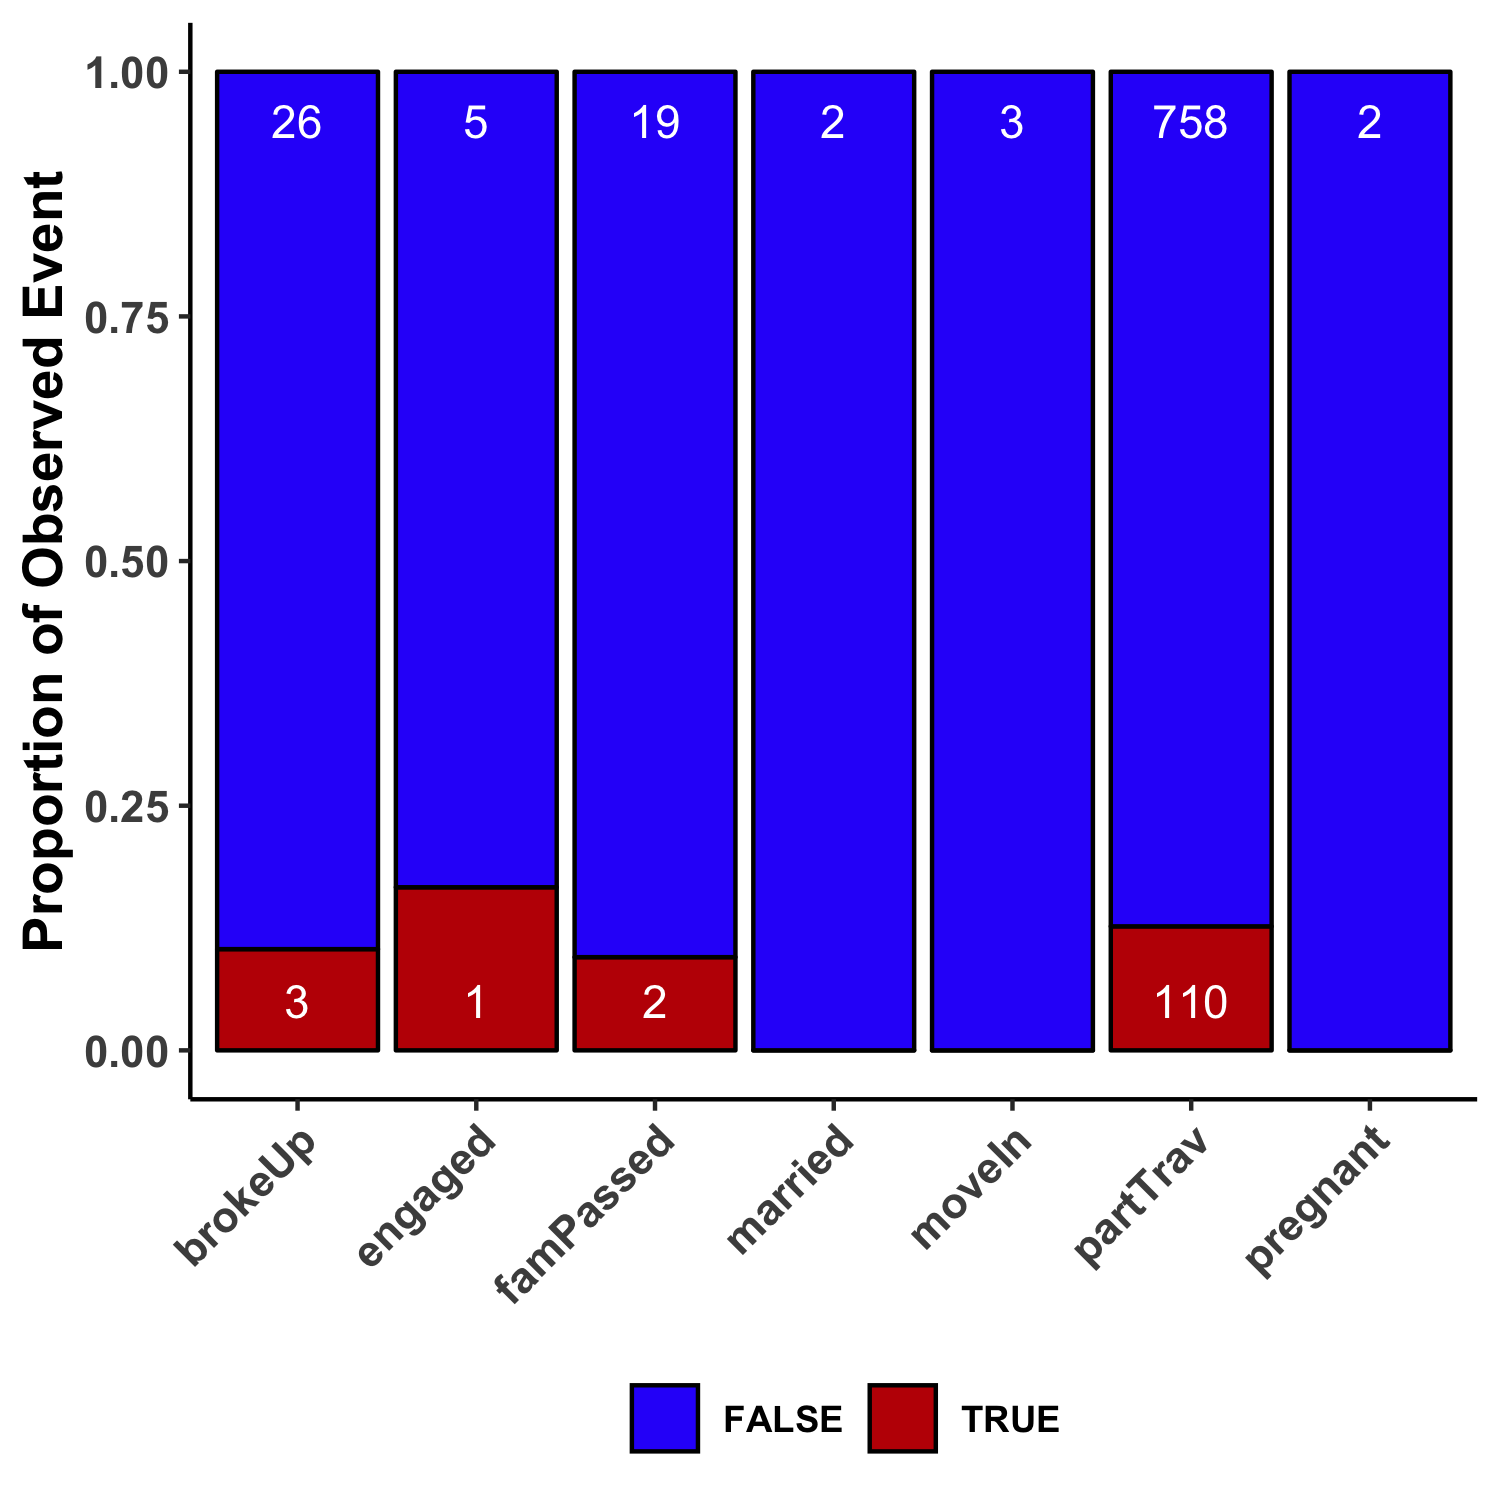 Proportion of Observed Event
1.00
0.75
0.50
0.25
0.00
26 5 19 2 3 758 2
3 1 2 110
brokeUp engaged famPassed married moveIn partTrav pregnant
FALSE TRUE